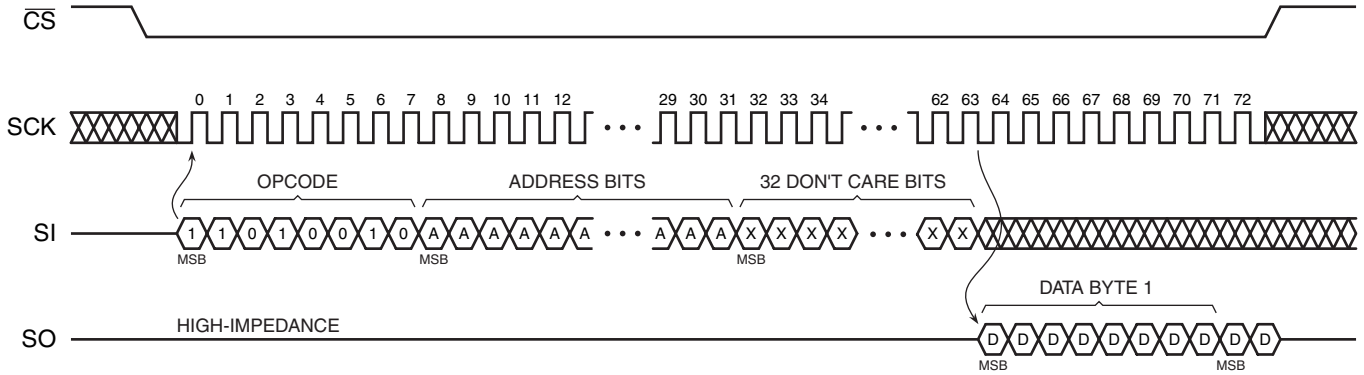 CS
SCK
0 1 2 3 4 5 6 7 8 9 10 11 12 29 30 31 32 33 34 62 63 64 65 66 67 68 69 70 71 72
OPCODE ADDRESS BITS 32 DON'T CARE BITS
SI
1 1 0 1 0 0 1 0 A A A A A A A A A X X X X X X
MSB MSB MSB
DATA BYTE 1
HIGH-IMPEDANCE
SO
D D D D D D D D D D
MSB MSB